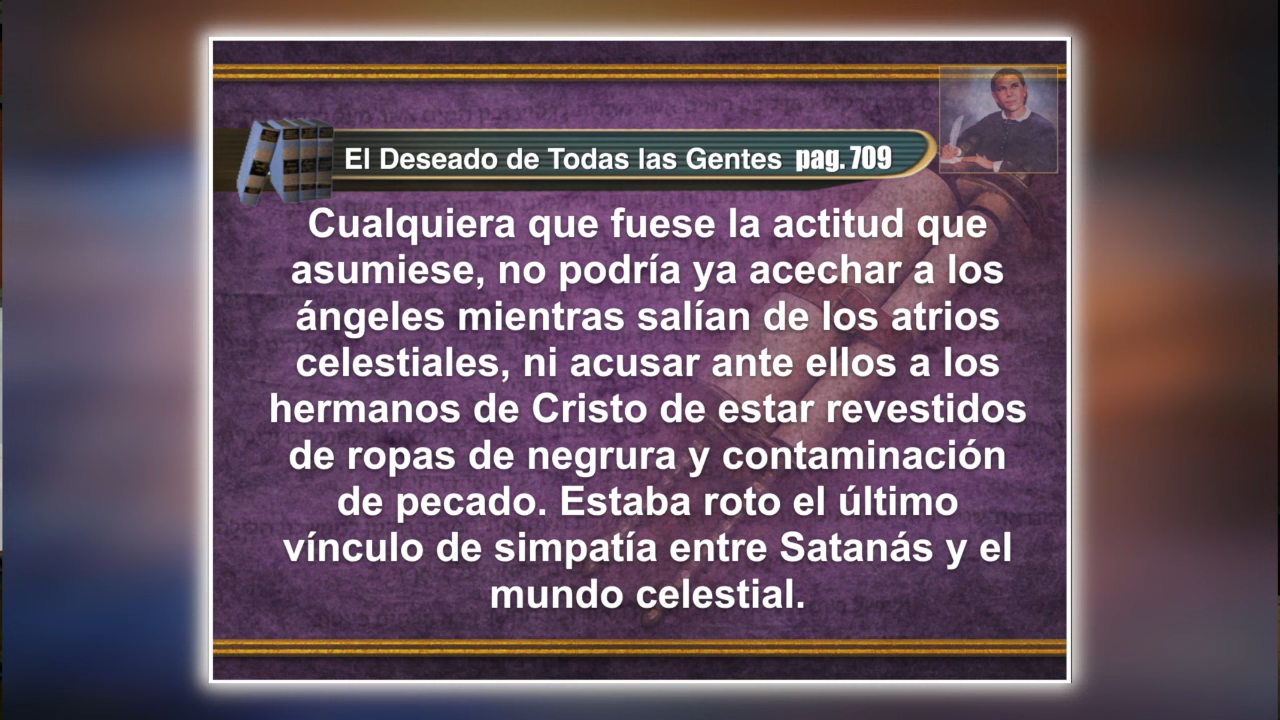 El Deseado de Todas las Gentes pag. 709
Cualquiera que fuese la actitud que
asumiese, no podría ya acechar a los
ángeles mientras salían de los atrios
celestiales, ni acusar ante ellos a los
hermanos de Cristo de estar revestidos
de ropas de negrura y contaminación
de pecado. Estaba roto el último
vínculo de simpatía entre Satanás y el
mundo celestial.